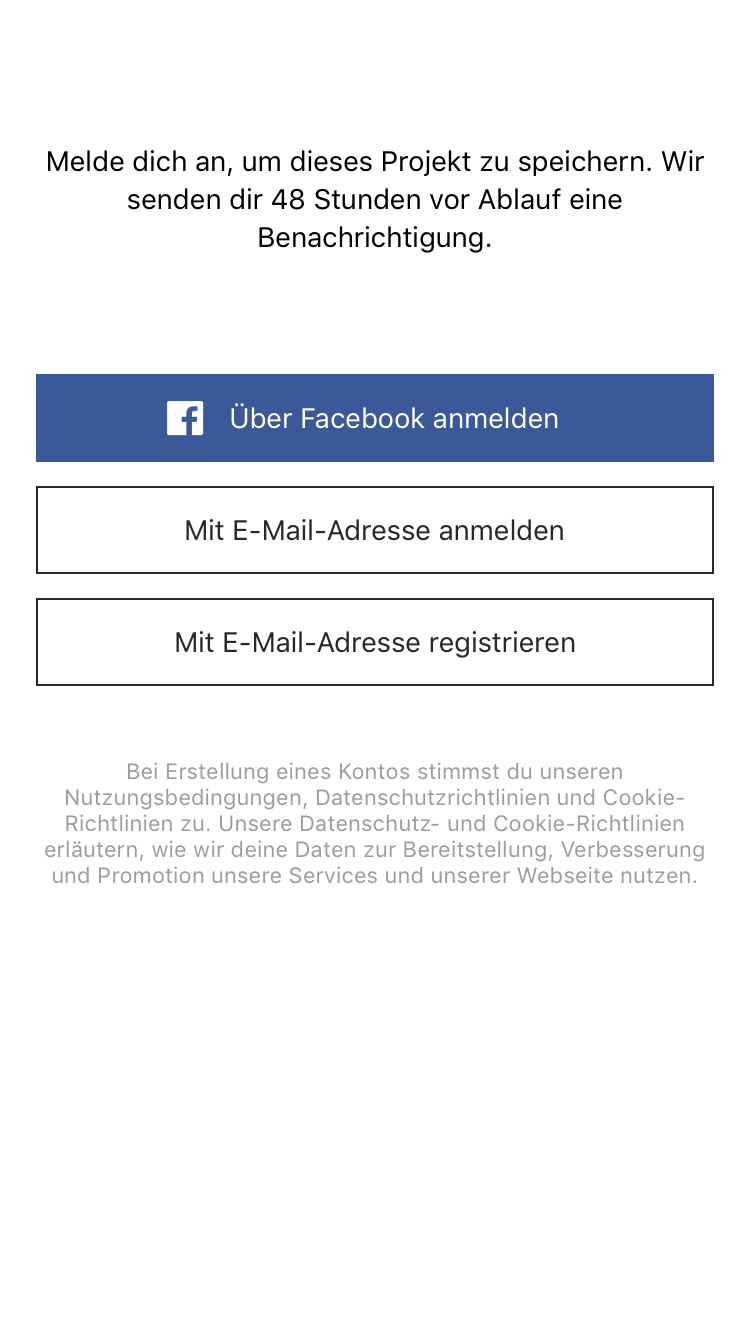 Melde dich an, um dieses Projekt zu speichern. Wir
senden dir 48 Stunden vor Ablauf eine
Benachrichtigung.
Über Facebook anmelden
Mit E-Mail-Adresse anmelden
Mit E-Mail-Adresse registrieren
Bei Erstellung eines Kontos stimmst du unseren
Nutzungsbedingungen, Datenschutzrichtlinien und Cookie-
Richtlinien zu. Unsere Datenschutz- und Cookie-Richtlinien
erläutern, wie wir deine Daten zur Bereitstellung, Verbesserung
und Promotion unsere Services und unserer Webseite nutzen.